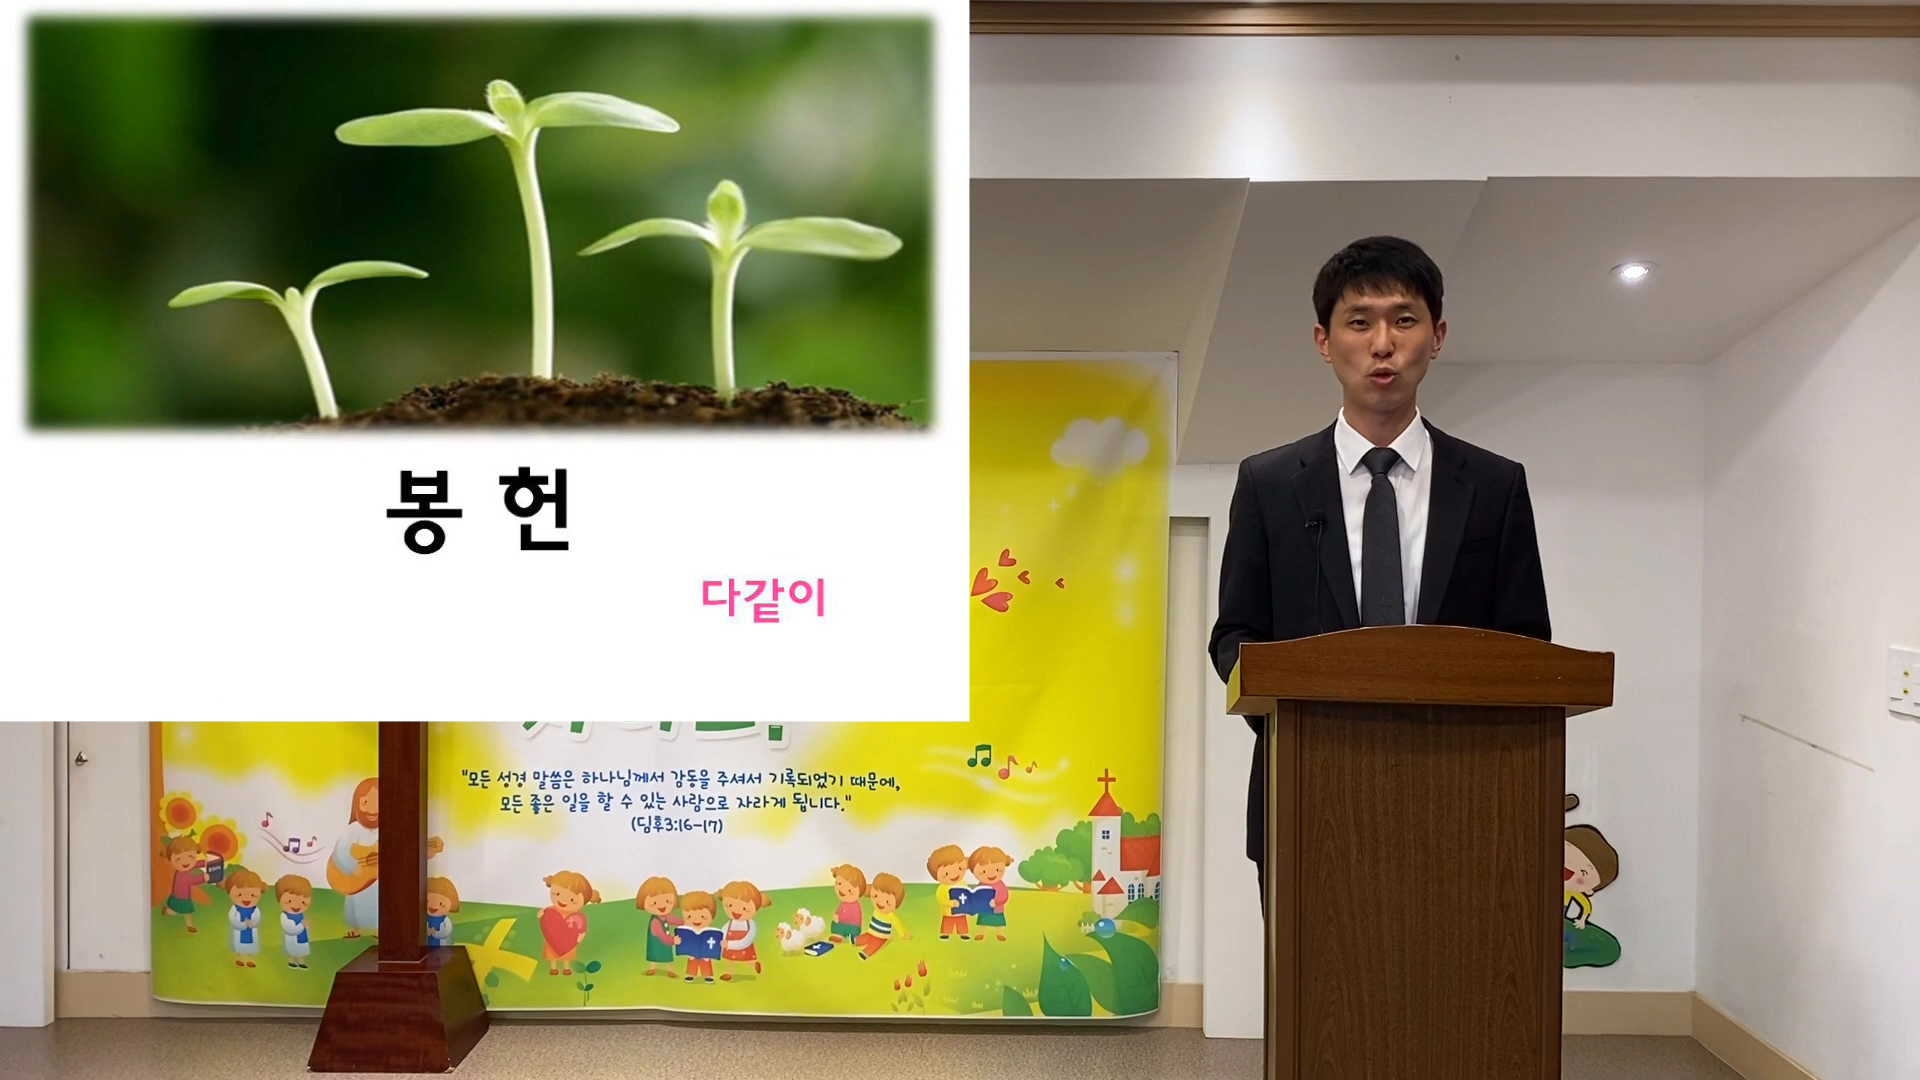 봉 헌
다같이
"모든 성경 말씀은 하나님께서 감동을 주셔서 기록되었기 때문에,
모든 좋은 일을 할 수 있는 사람으로 자라게 됩니다."
(딤후3:16-17)